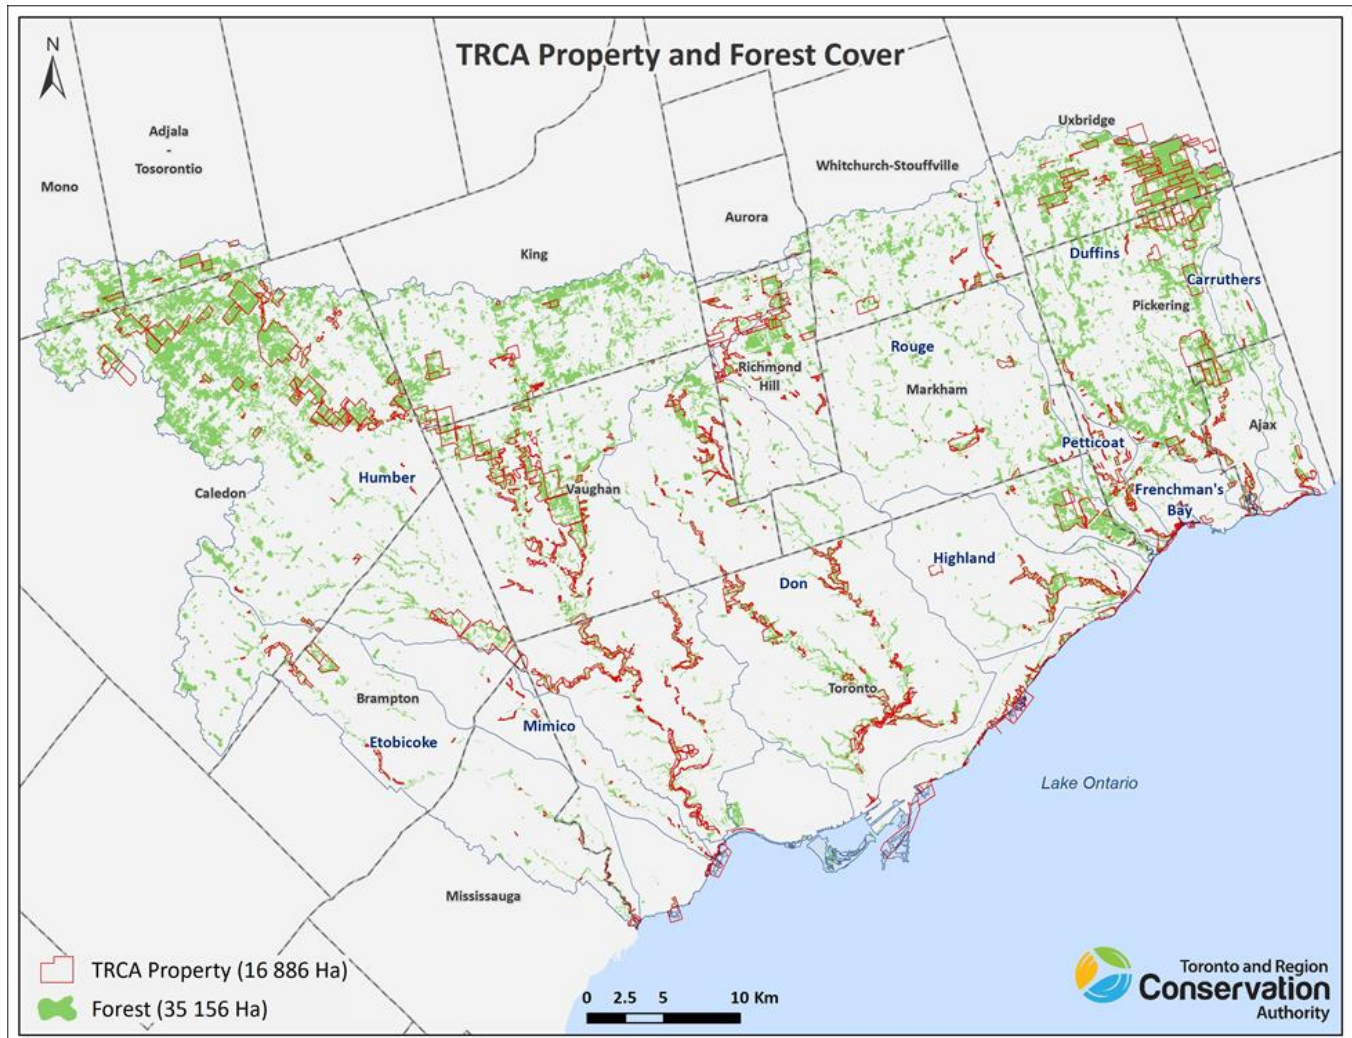 TRCA Property and Forest Cover
N
Uxbridge
Adjala
-
Tosorontio
Mono
Whitchurch-Stouffville
Aurora
King
Duffins
Carruthers
Pickering
Rouge
Richmond
Hill
Markham
Ajax
Petticoat
Humber
Caledon
Vaughan
Frenchman's
Bay
Highland
Don
Toronto
Brampton
Mimico
Etobicoke
Lake Ontario
Mississauga
TRCA Property (16 886 Ha)
Forest (35 156 Ha)
0 2.5 5 10 Km
Toronto and Region
Conservation
Authority